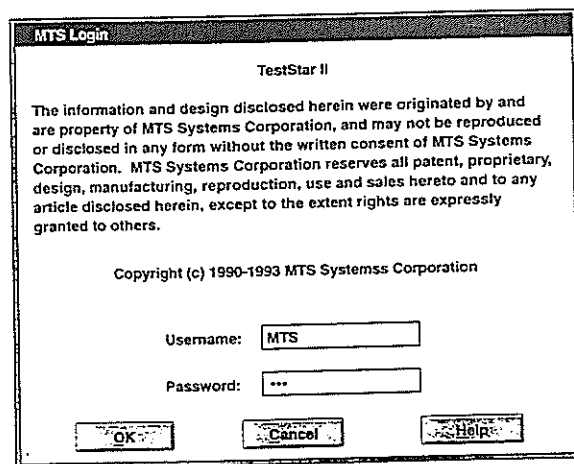 MTS Login
TestStar II
The information and design disclosed herein were originated by and
are property of MTS Systems Corporation, and may not be reproduced
or disclosed in any form without the written consent of MTS Systems
Corporation. MTS Systems Corporation reserves all patent, proprietary,
design, manufacturing, reproduction, use and sales hereto and to any
article disclosed herein, except to the extent rights are expressly
granted to others.
Copyright (c) 1990-1993 MTS Systemss Corporation
Username: MTS
Password: •••
OK Cancel Help